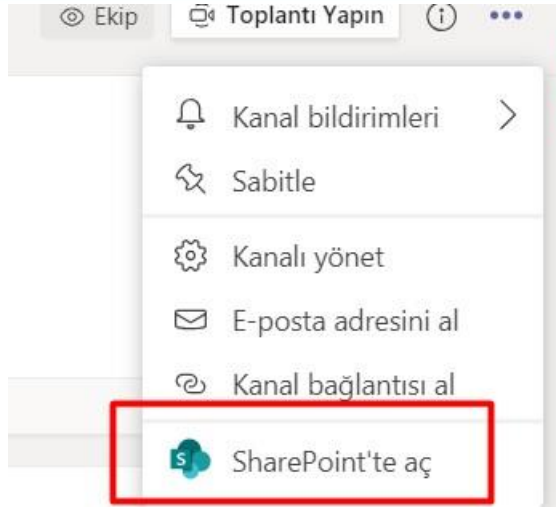 Ekip Toplantı Yapın
Kanal bildirimleri
Sabitle
Kanalı yönet
E-posta adresini al
Kanal bağlantısı al
SharePoint'te aç